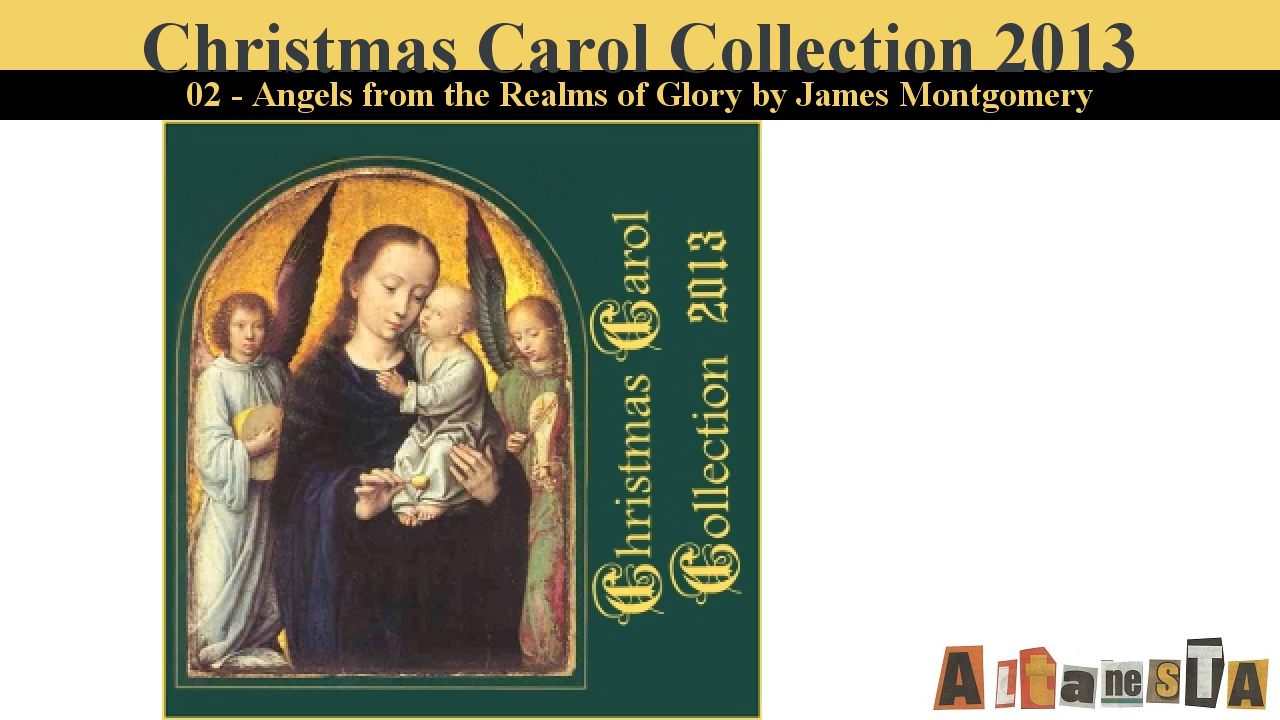 Christmas Carol Collection 2013
02 - Angels from the Realms of Glory by James Montgomery
Christmas Carol
Collection 2013
AltanesTA